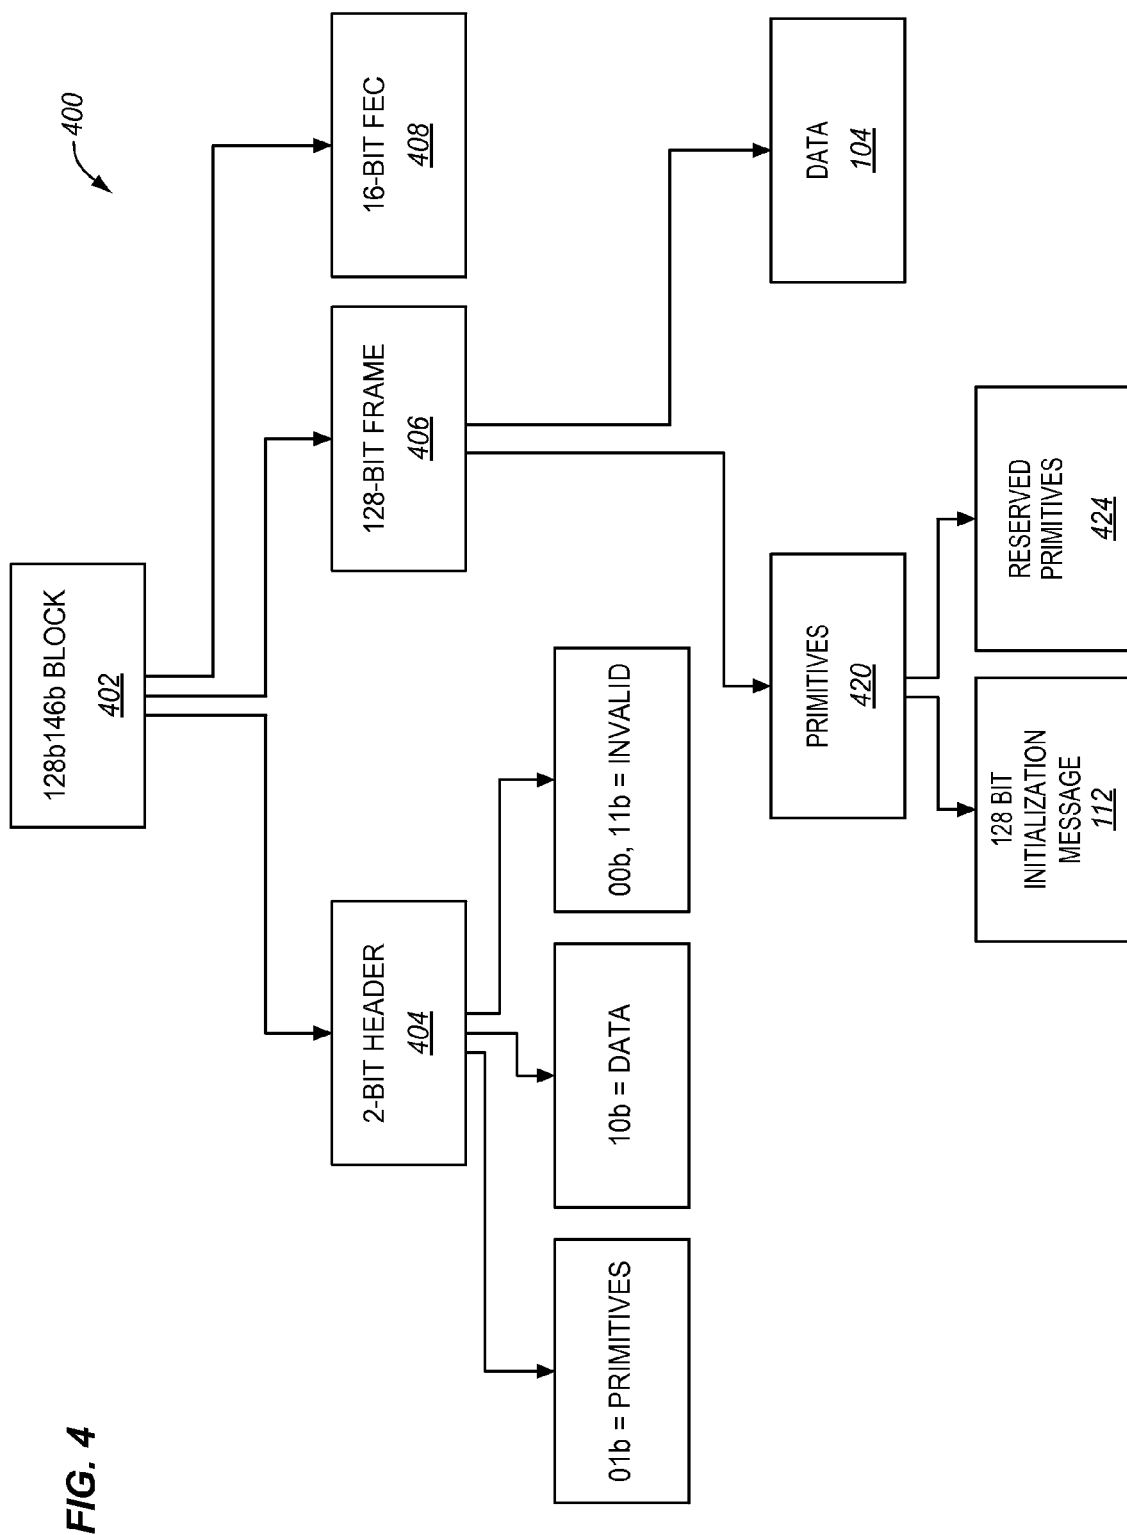 FIG. 4
400
128b146b BLOCK
402
2-BIT HEADER
404
128-BIT FRAME
406
16-BIT FEC
408
01b = PRIMITIVES
10b = DATA
00b, 11b = INVALID
PRIMITIVES
420
DATA
104
128 BIT
INITIALIZATION
MESSAGE
112
RESERVED
PRIMITIVES
424